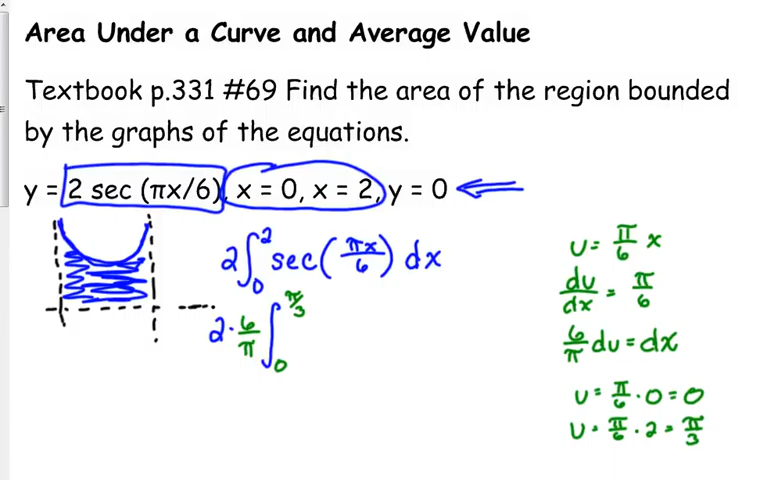 Area Under a Curve and Average Value
Textbook p.331 #69 Find the area of the region bounded
by the graphs of the equations.
y = 2 sec (πx/6), x = 0, x = 2, y = 0
2∫₀² sec(πx/6) dx
2·6/π ∫₀^π/3
u = π/6 x
du/dx = π/6
6/π du = dx
u = π/6 · 0 = 0
u = π/6 · 2 = π/3